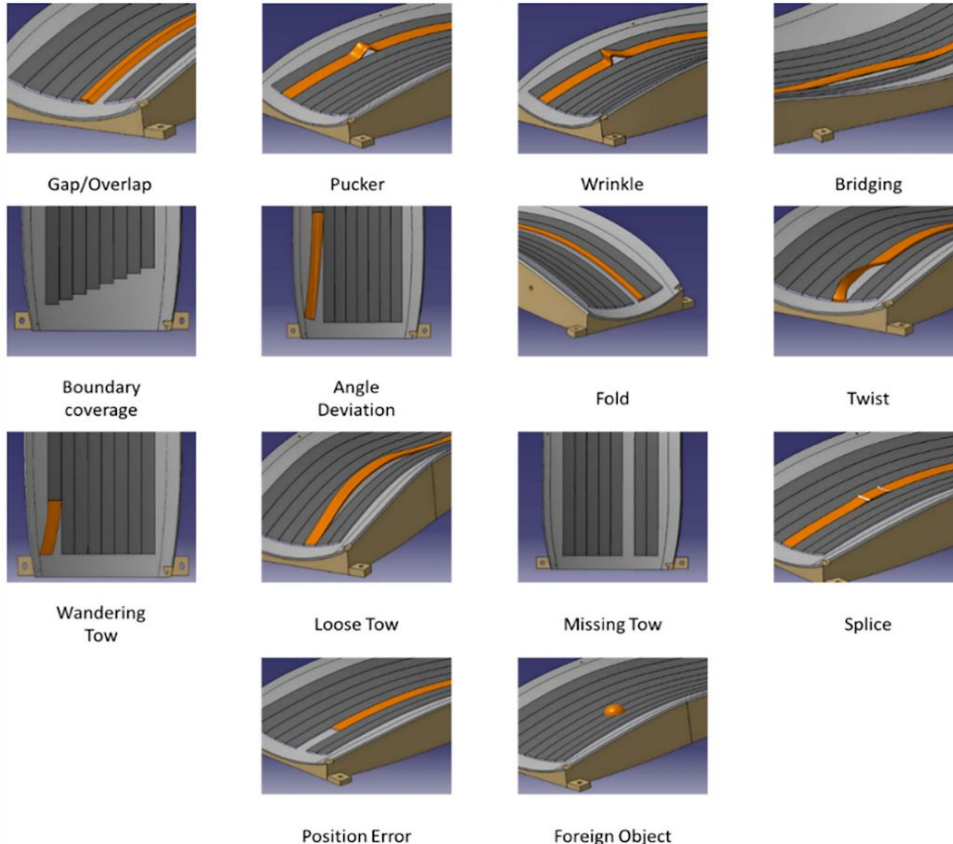 Gap/Overlap
Pucker
Wrinkle
Bridging
Boundary
coverage
Angle
Deviation
Fold
Twist
Wandering
Tow
Loose Tow
Missing Tow
Splice
Position Error
Foreign Object